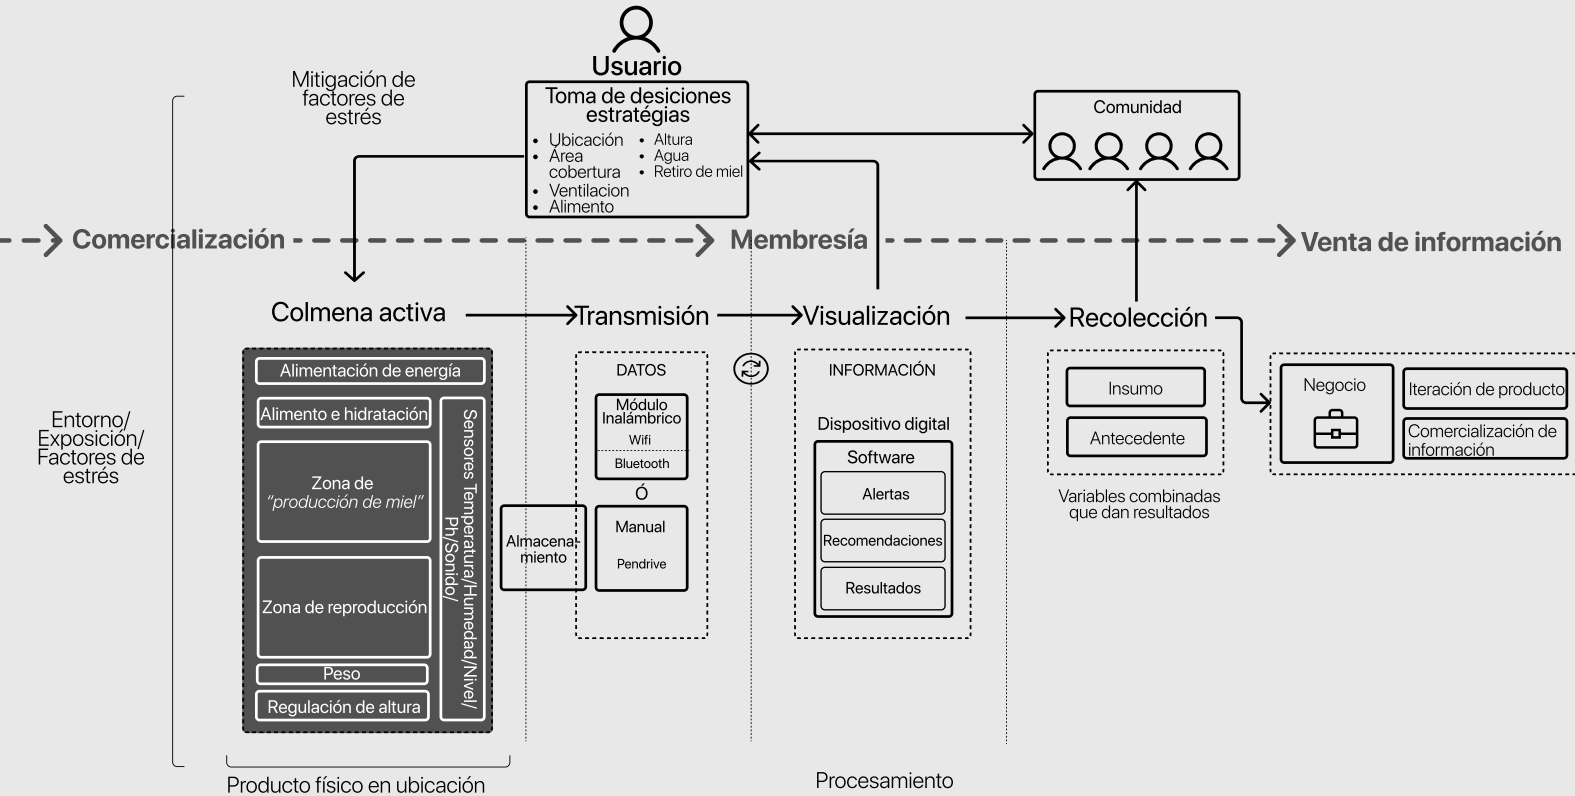 Usuario
Mitigación de
factores de
estrés
Toma de desiciones
estratégias
• Ubicación
• Área
cobertura
• Ventilacion
• Alimento
• Altura
• Agua
• Retiro de miel
Comunidad
Comercialización
Membresía
Venta de información
Colmena activa
Transmisión
Visualización
Recolección
Entorno/
Exposición/
Factores de
estrés
Alimentación de energía
Alimento e hidratación
Zona de
“producción de miel”
Zona de reproducción
Peso
Regulación de altura
Sensores Temperatura/Humedad/Nivel/
Ph/Sonido/
Producto físico en ubicación
Almacena-
miento
DATOS
Módulo
Inalámbrico
Wifi
Bluetooth
Ó
Manual
Pendrive
INFORMACIÓN
Dispositivo digital
Software
Alertas
Recomendaciones
Resultados
Procesamiento
Insumo
Antecedente
Variables combinadas
que dan resultados
Negocio
Iteración de producto
Comercialización de
información